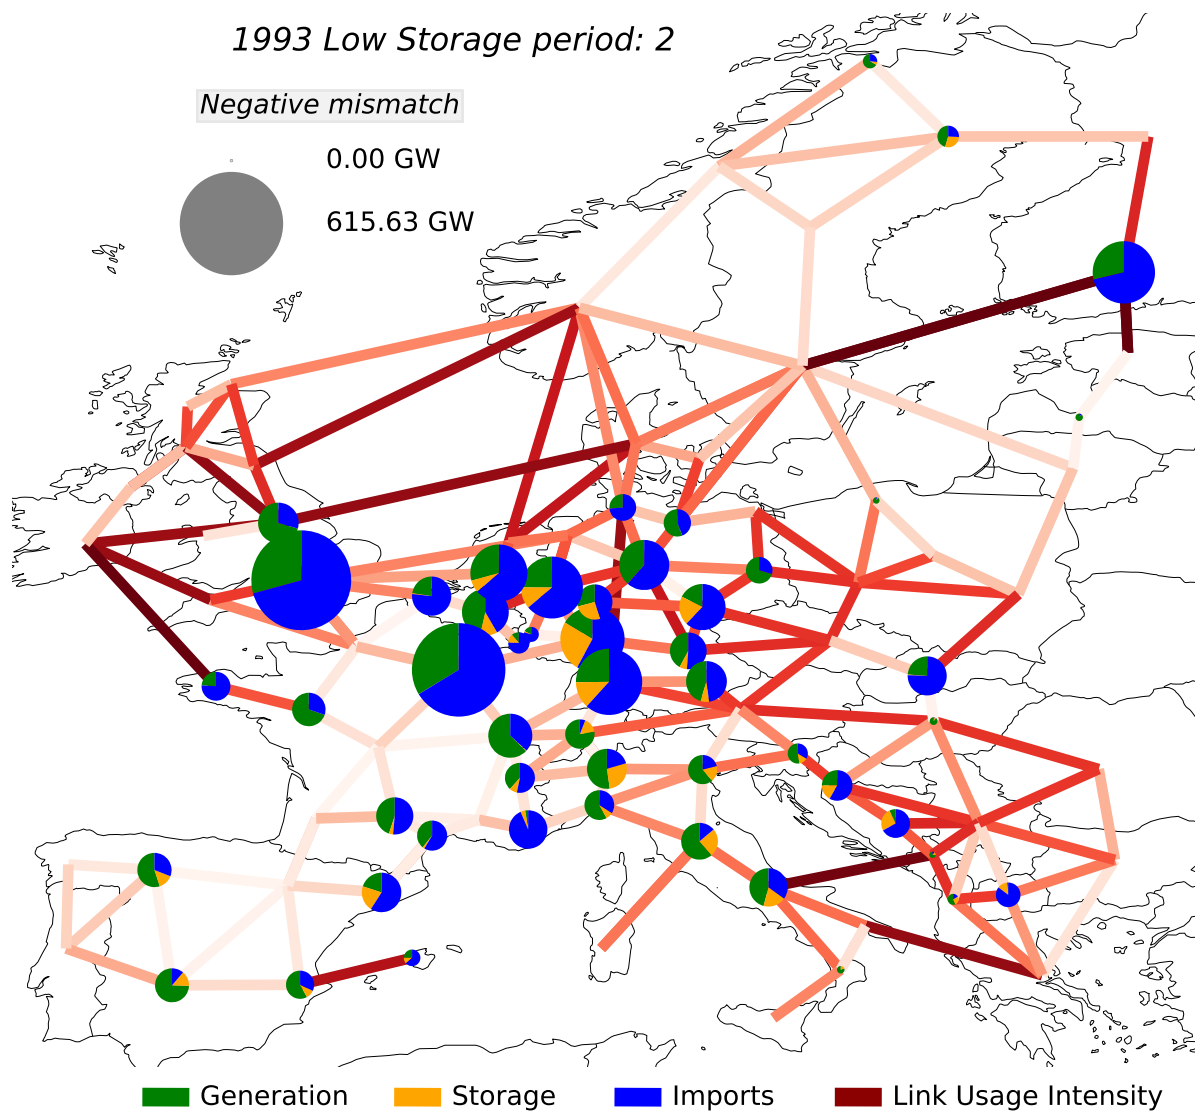 1993 Low Storage period: 2
Negative mismatch
0.00 GW
615.63 GW
Generation Storage Imports Link Usage Intensity